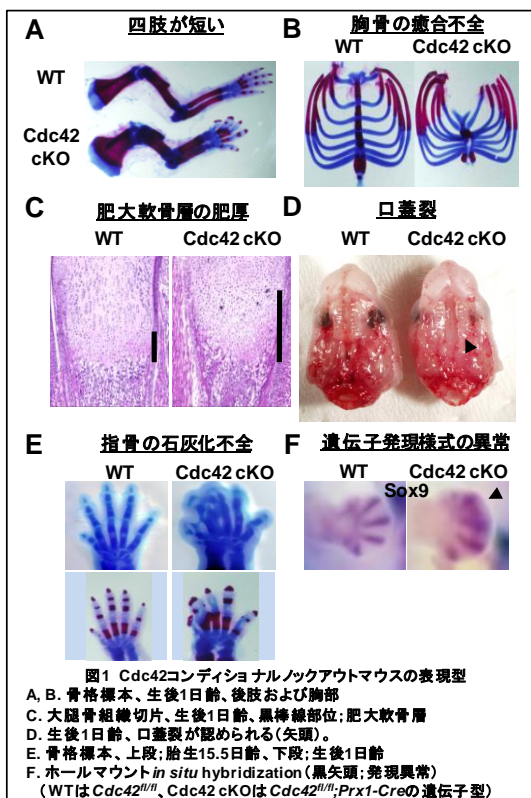 A 四肢が短い
WT
Cdc42
cKO
B 胸骨の癒合不全
WT Cdc42 cKO
C 肥大軟骨層の肥厚
WT Cdc42 cKO
D 口蓋裂
WT Cdc42 cKO
E 指骨の石灰化不全
WT Cdc42 cKO
F 遺伝子発現様式の異常
WT Cdc42 cKO
Sox9
図1 Cdc42コンディショナルノックアウトマウスの表現型
A, B. 骨格標本、生後1日齢、後肢および胸部
C. 大腿骨組織切片、生後1日齢、黒棒線部位;肥大軟骨層
D. 生後1日齢、口蓋裂が認められる(矢頭)。
E. 骨格標本、上段;胎生15.5日齢、下段;生後1日齢
F. ホールマウントin situ hybridization(黒矢頭;発現異常)
(WTはCdc42fl/fl、Cdc42 cKOはCdc42fl/fl;Prx1-Creの遺伝子型)